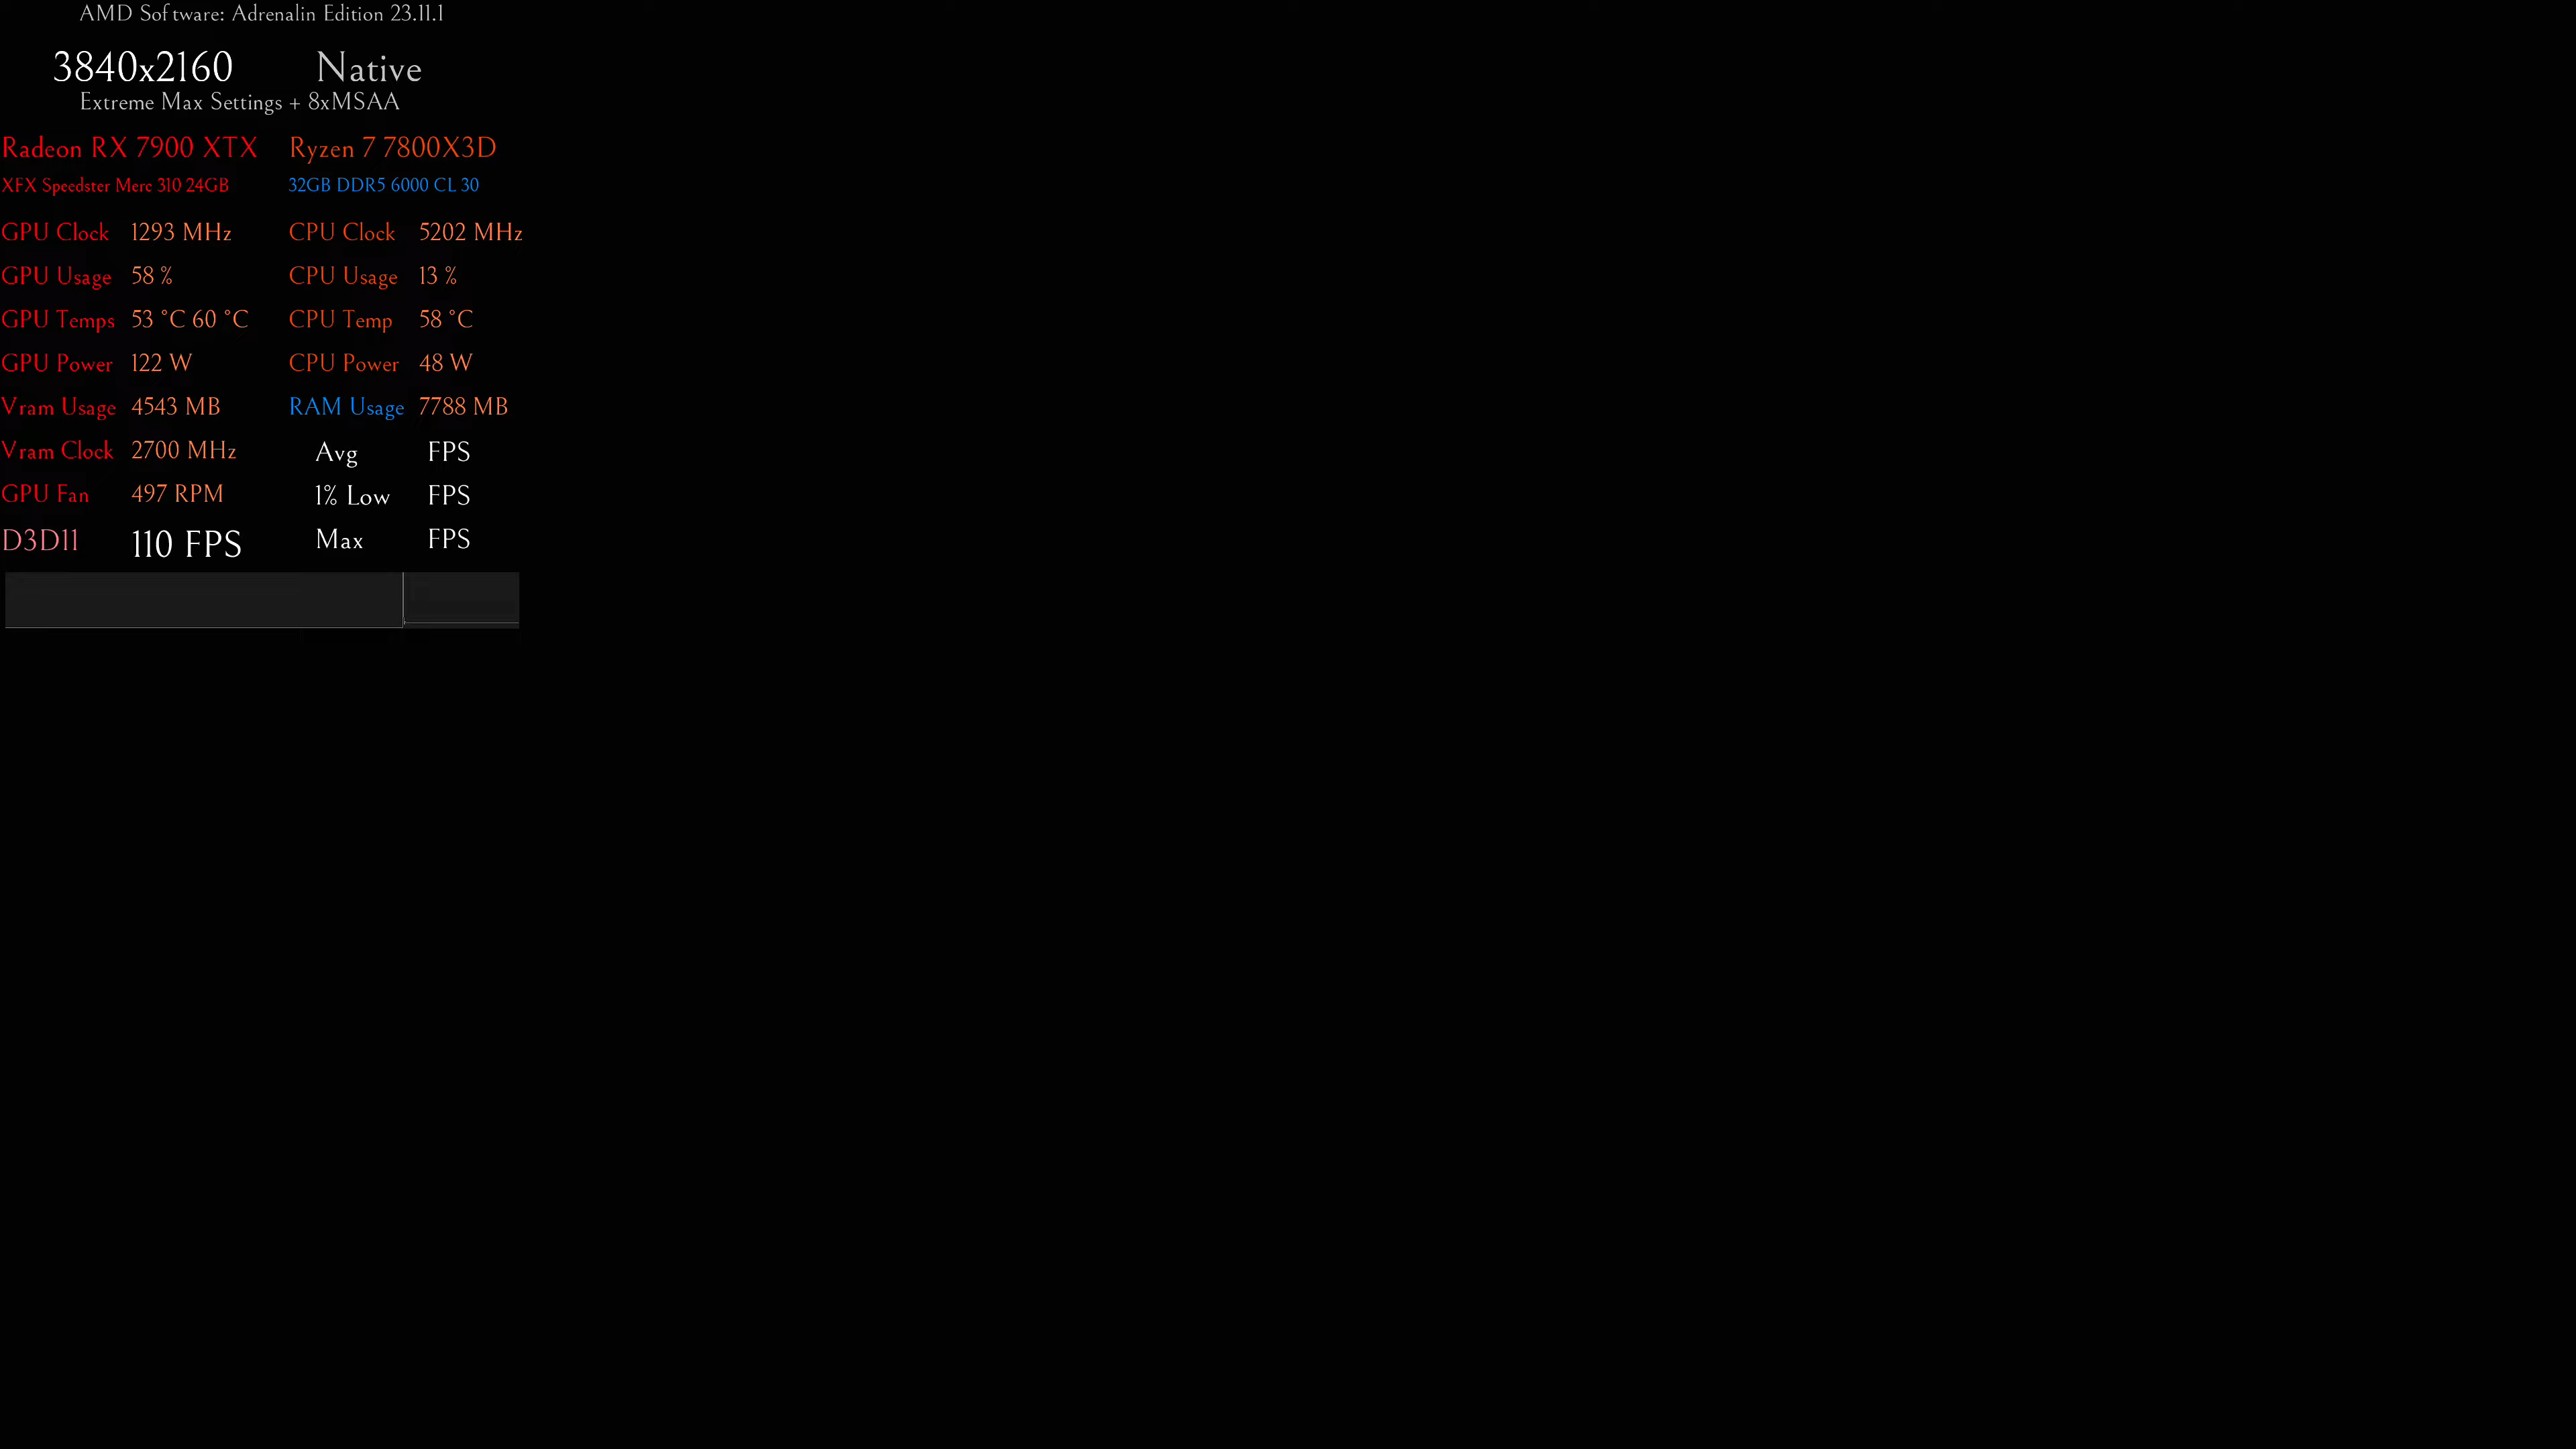 AMD Software: Adrenalin Edition 23.11.1
3840x2160 Native
Extreme Max Settings + 8xMSAA
Radeon RX 7900 XTX Ryzen 7 7800X3D
XFX Speedster Merc 310 24GB 32GB DDR5 6000 CL 30
GPU Clock 1293 MHz CPU Clock 5202 MHz
GPU Usage 58 % CPU Usage 13 %
GPU Temps 53 °C 60 °C CPU Temp 58 °C
GPU Power 122 W CPU Power 48 W
Vram Usage 4543 MB RAM Usage 7788 MB
Vram Clock 2700 MHz Avg FPS
GPU Fan 497 RPM 1% Low FPS
D3D11 110 FPS Max FPS